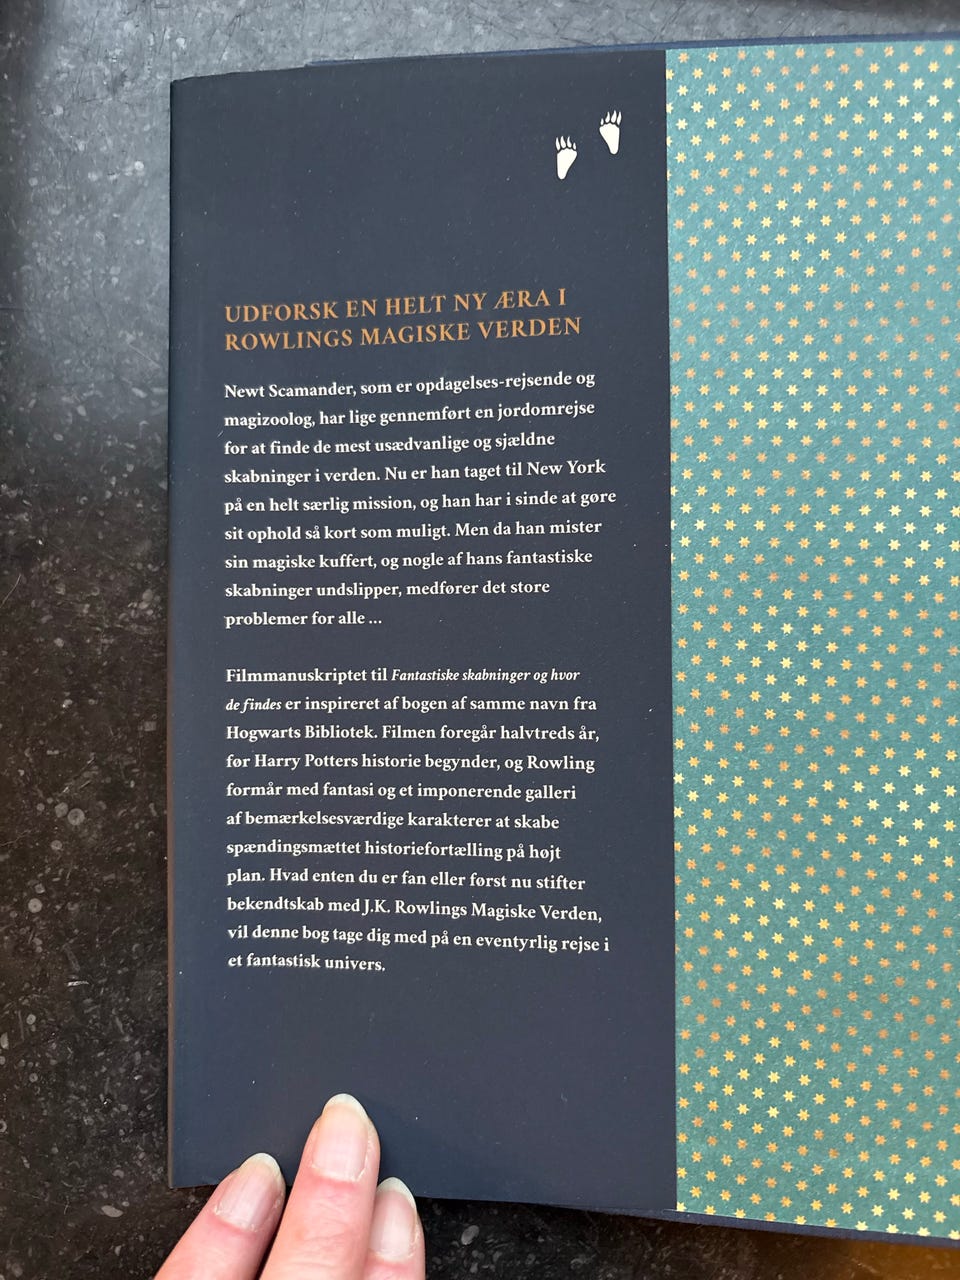 UDFORSK EN HELT NY ÆRA I
ROWLINGS MAGISKE VERDEN
Newt Scamander, som er opdagelses-rejsende og
magizoolog, har lige gennemført en jordomrejse
for at finde de mest usædvanlige og sjældne
skabninger i verden. Nu er han taget til New York
på en helt særlig mission, og han har i sinde at gøre
sit ophold så kort som muligt. Men da han mister
sin magiske kuffert, og nogle af hans fantastiske
skabninger undslipper, medfører det store
problemer for alle ...
Filmmanuskriptet til Fantastiske skabninger og hvor
de findes er inspireret af bogen af samme navn fra
Hogwarts Bibliotek. Filmen foregår halvtreds år,
før Harry Potters historie begynder, og Rowling
formår med fantasi og et imponerende galleri
af bemærkelsesværdige karakterer at skabe
spændingsmættet historiefortælling på højt
plan. Hvad enten du er fan eller først nu stifter
bekendtskab med J.K. Rowlings Magiske Verden,
vil denne bog tage dig med på en eventyrlig rejse i
et fantastisk univers.